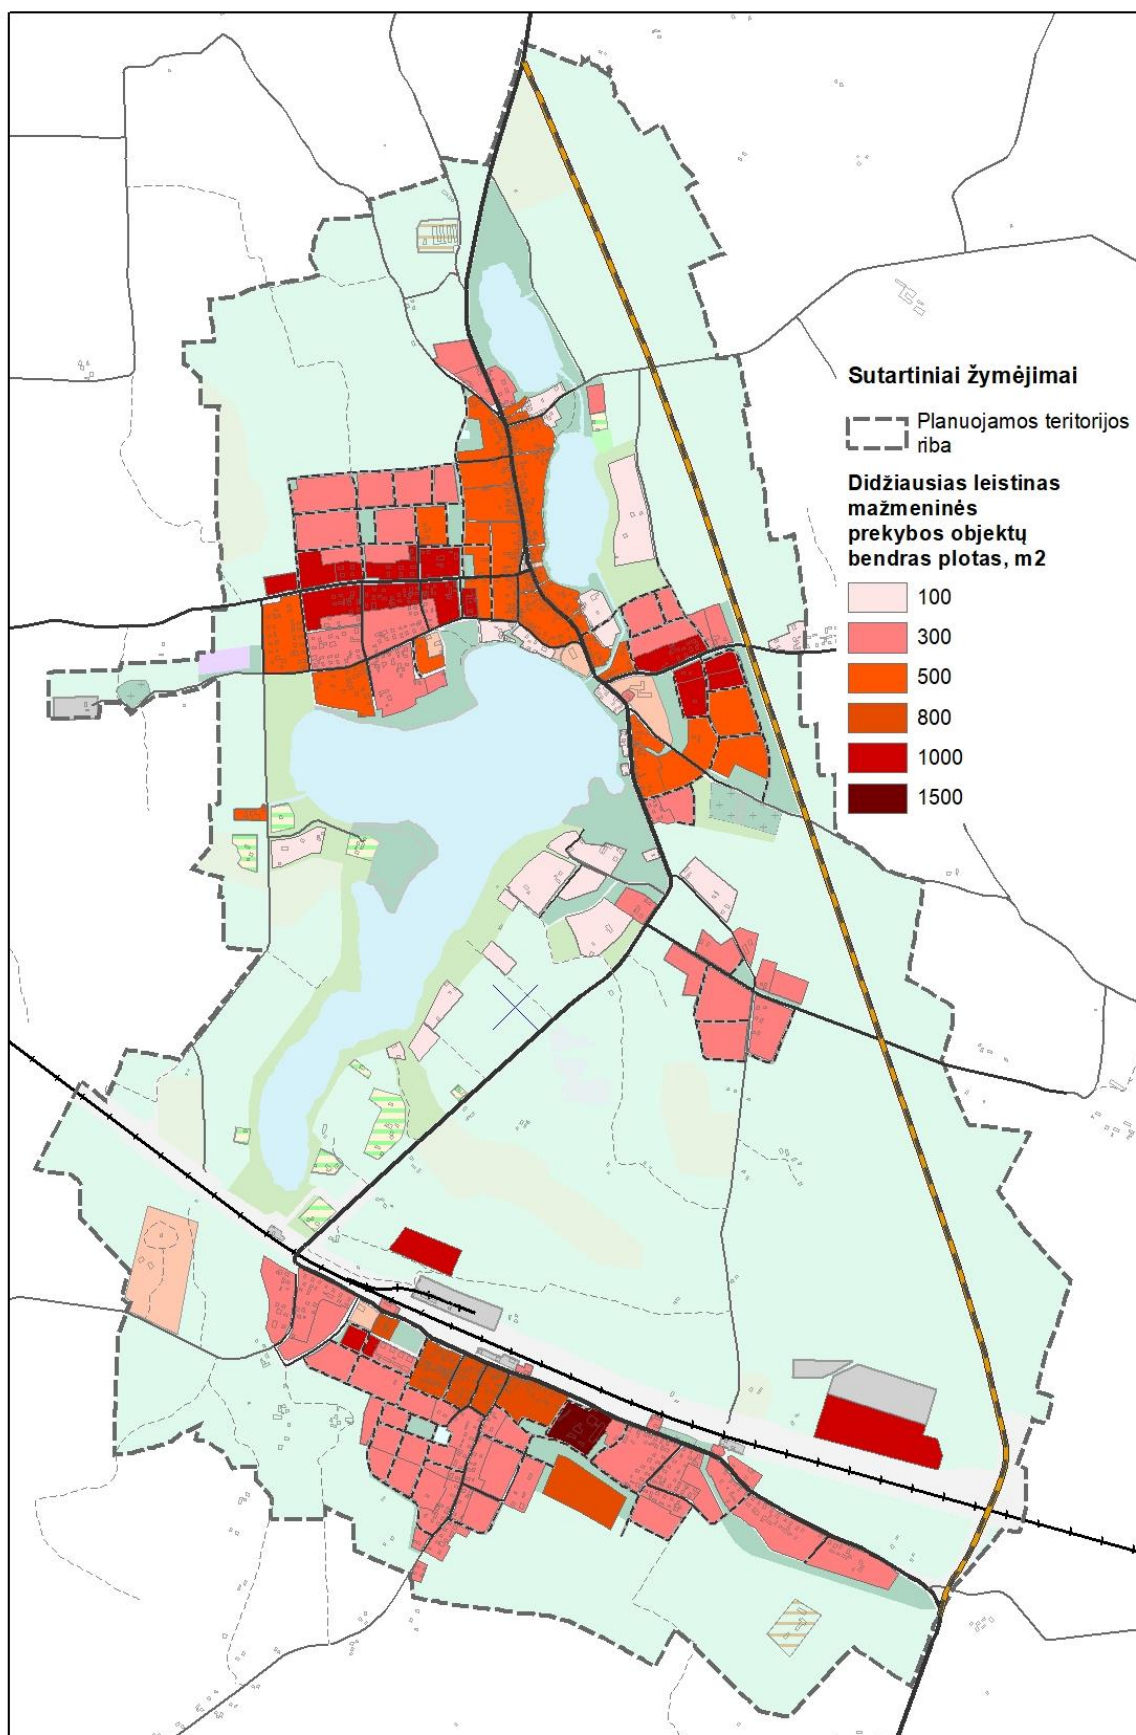 Sutartiniai žymėjimai
Planuojamos teritorijos
riba
Didžiausias leistinas
mažmeninės
prekybos objektų
bendras plotas, m2
100
300
500
800
1000
1500